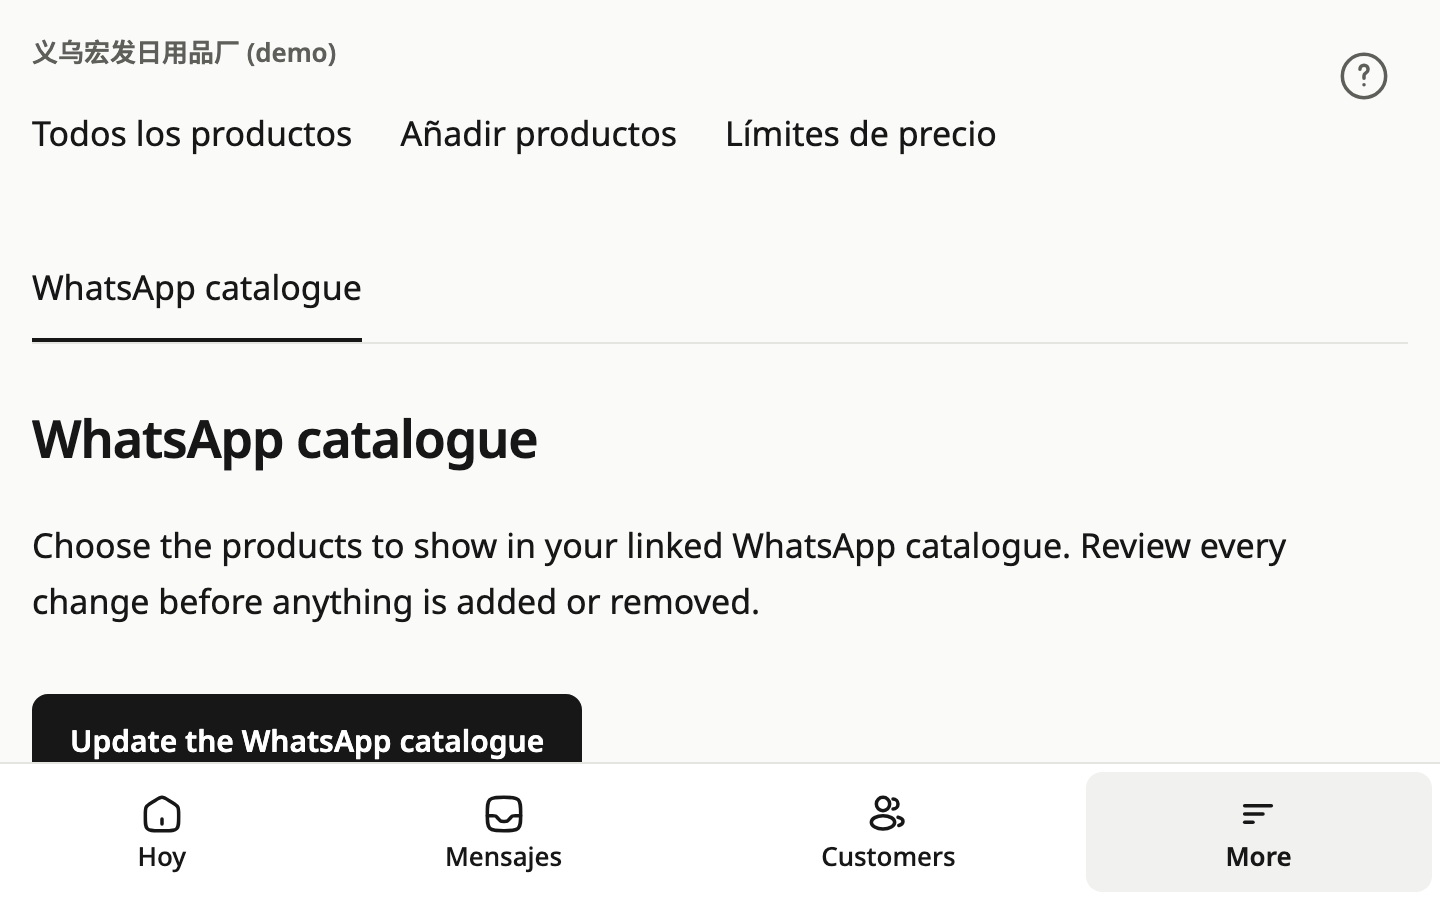 义乌宏发日用品厂 (demo)
?
Todos los productos Añadir productos Límites de precio
WhatsApp catalogue
WhatsApp catalogue
Choose the products to show in your linked WhatsApp catalogue. Review every
change before anything is added or removed.
Update the WhatsApp catalogue
Hoy Mensajes Customers More